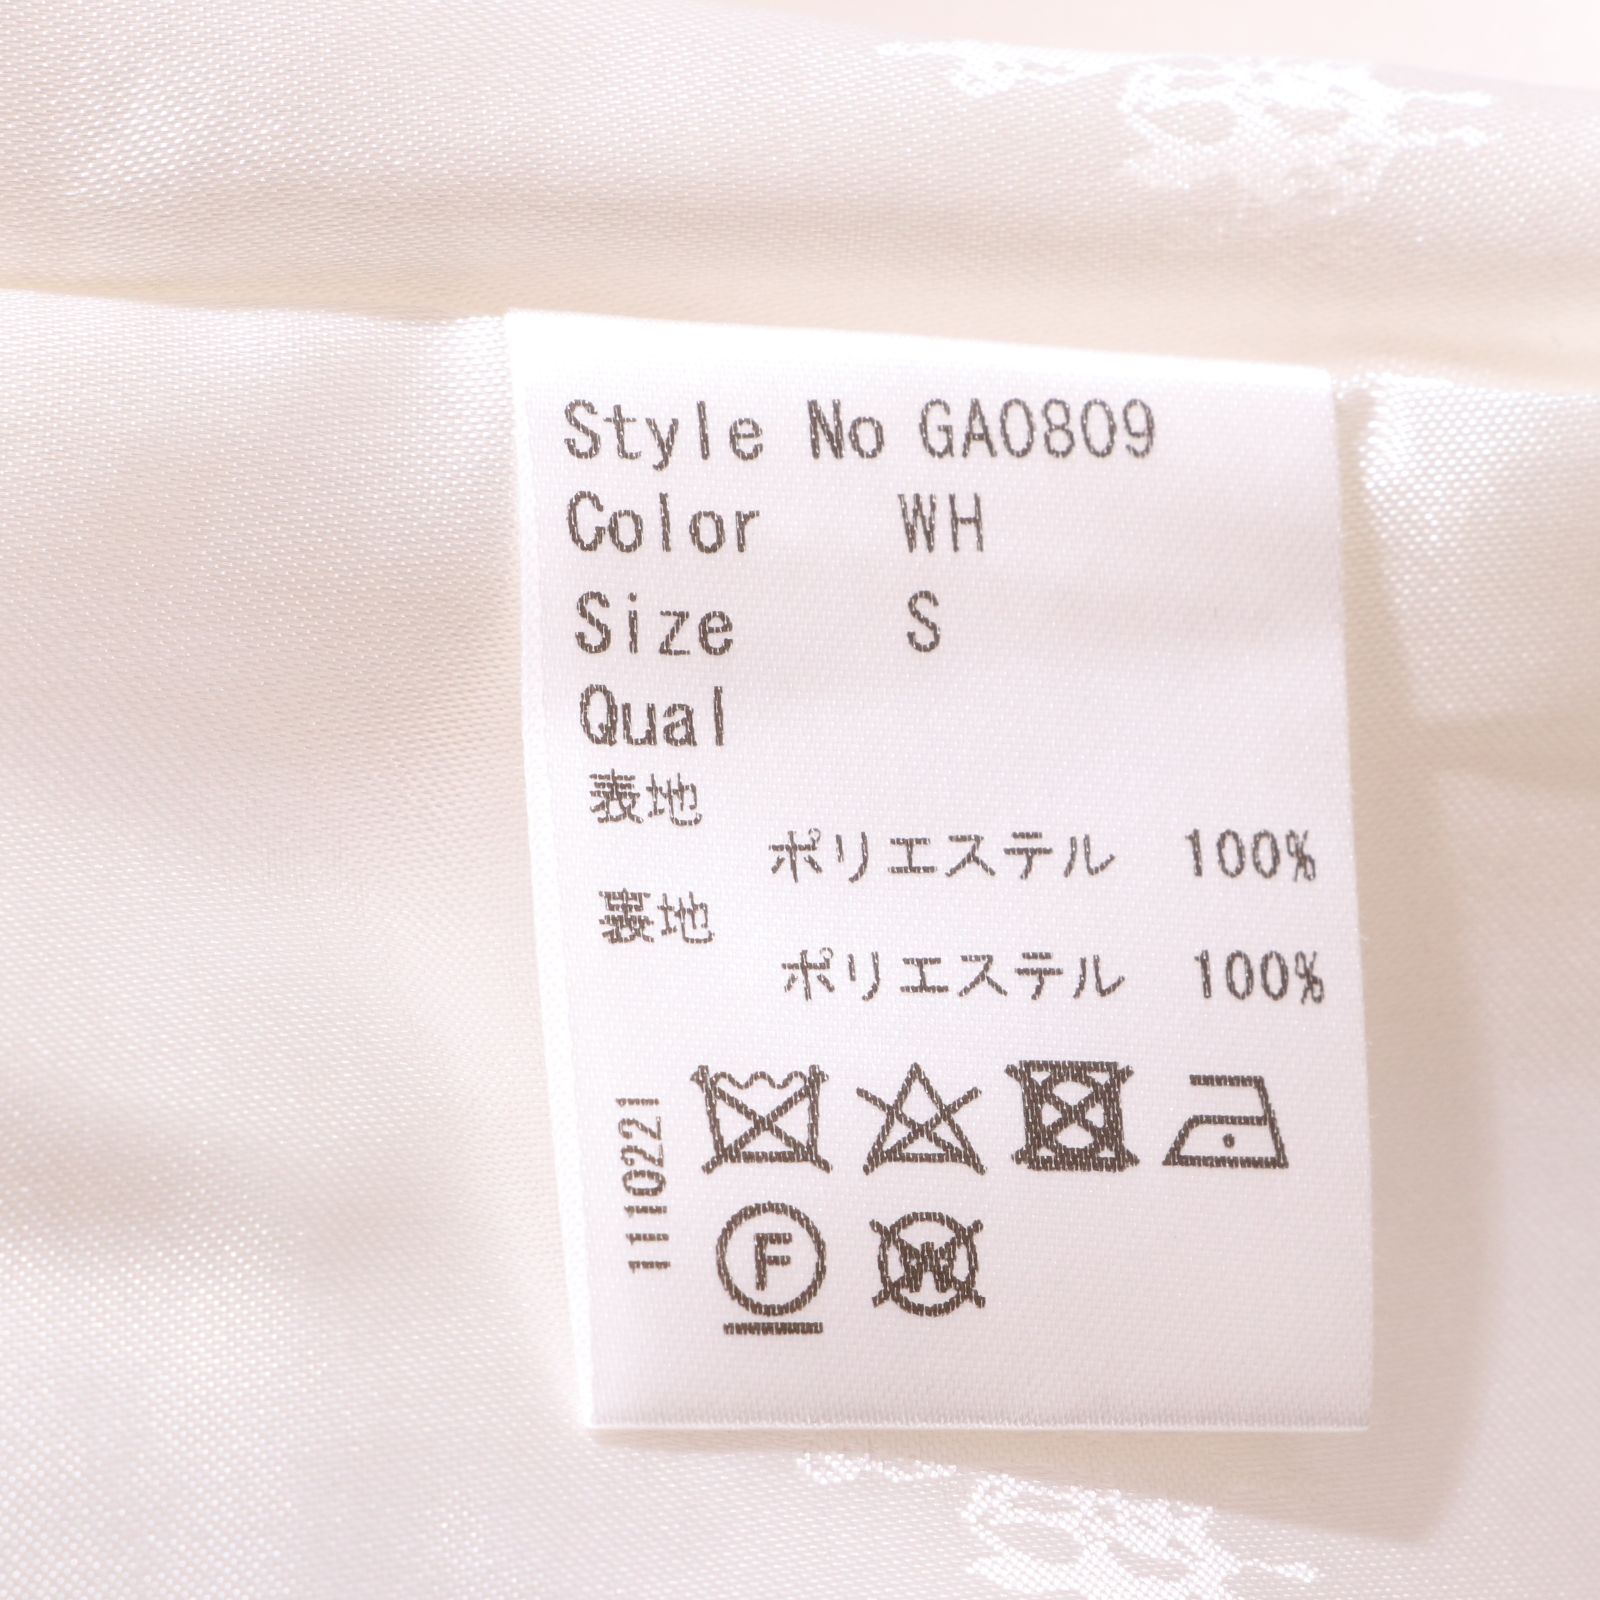 Style No GA0809
Color WH
Size S
Qual
表地
ポリエステル 100%
裏地
ポリエステル 100%
1110221
F
W